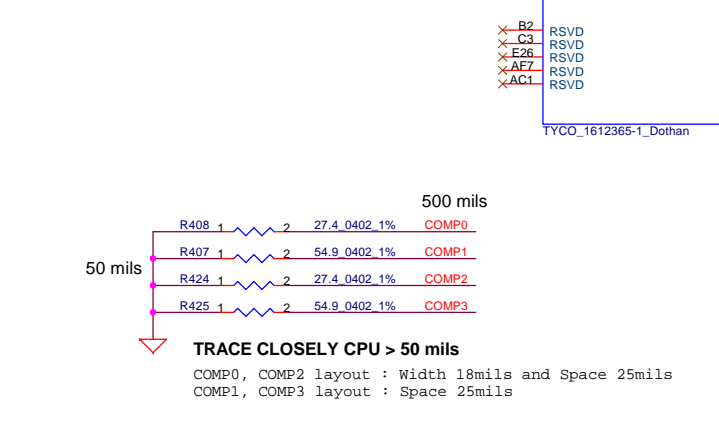 B2 RSVD
C3 RSVD
E26 RSVD
AF7 RSVD
AC1 RSVD
TYCO_1612365-1_Dothan
500 mils
R408 1 2 27.4_0402_1% COMP0
R407 1 2 54.9_0402_1% COMP1
50 mils
R424 1 2 27.4_0402_1% COMP2
R425 1 2 54.9_0402_1% COMP3
TRACE CLOSELY CPU > 50 mils
COMP0, COMP2 layout : Width 18mils and Space 25mils
COMP1, COMP3 layout : Space 25mils